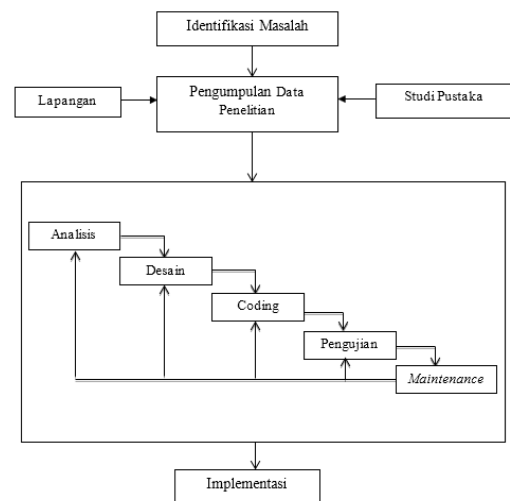 Identifikasi Masalah
Lapangan
Pengumpulan Data
Penelitian
Studi Pustaka
Analisis
Desain
Coding
Pengujian
Maintenance
Implementasi